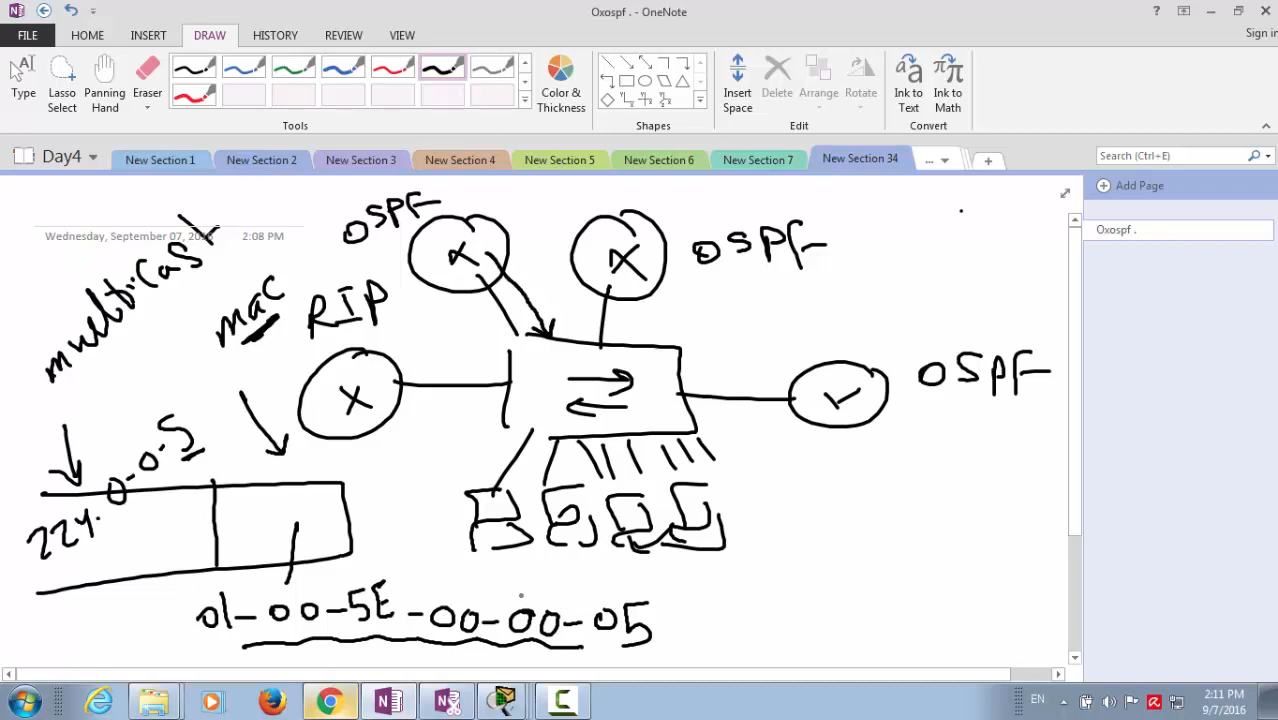 Oxospf . - OneNote
Sign in
FILE HOME INSERT DRAW HISTORY REVIEW VIEW
Type
Lasso Select
Panning Hand
Eraser
Color & Thickness
Insert Space
Delete
Arrange
Rotate
Ink to Text
Ink to Math
Tools
Shapes
Edit
Convert
Day4
New Section 1
New Section 2
New Section 3
New Section 4
New Section 5
New Section 6
New Section 7
New Section 34
...
Search (Ctrl+E)
Add Page
Oxospf .
Wednesday, September 07, 2016 2:08 PM
multicast
mac
RIP
OSPF
OSPF
OSPF
224.0.0.5
01-00-5E-00-00-05
EN
2:11 PM
9/7/2016